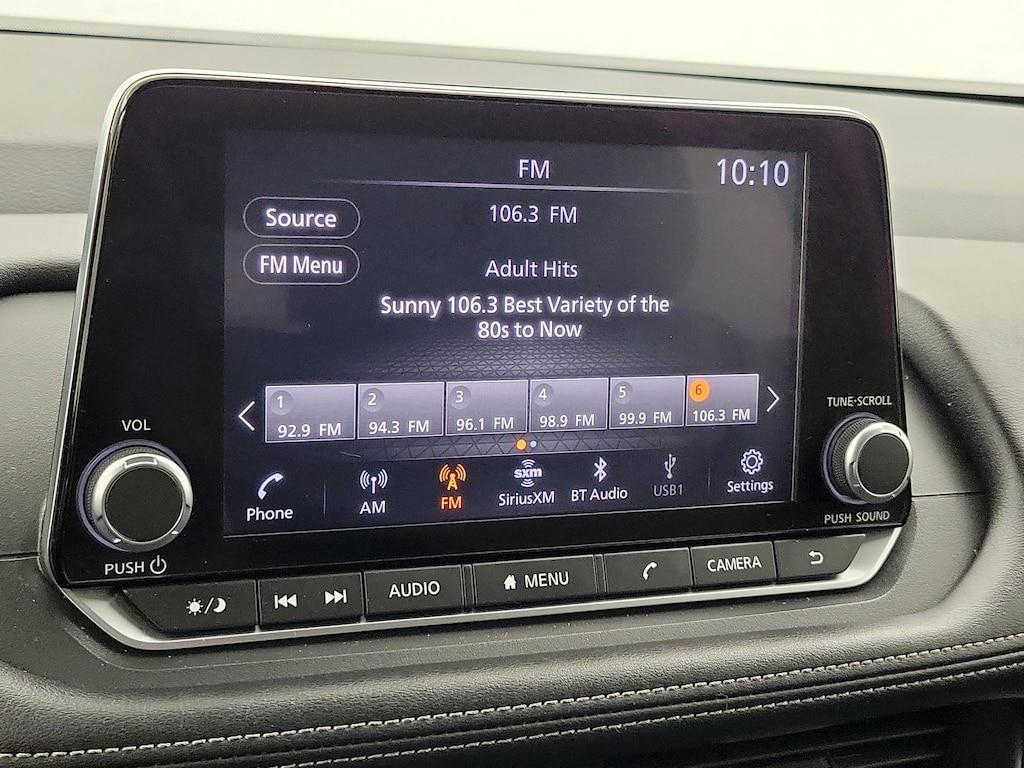 FM
10:10
Source
106.3 FM
FM Menu
Adult Hits
Sunny 106.3 Best Variety of the
80s to Now
1
2
3
4
5
6
92.9 FM
94.3 FM
96.1 FM
98.9 FM
99.9 FM
106.3 FM
VOL
TUNE·SCROLL
Phone
AM
FM
sxm
SiriusXM
BT Audio
USB1
Settings
PUSH
PUSH SOUND
AUDIO
MENU
CAMERA